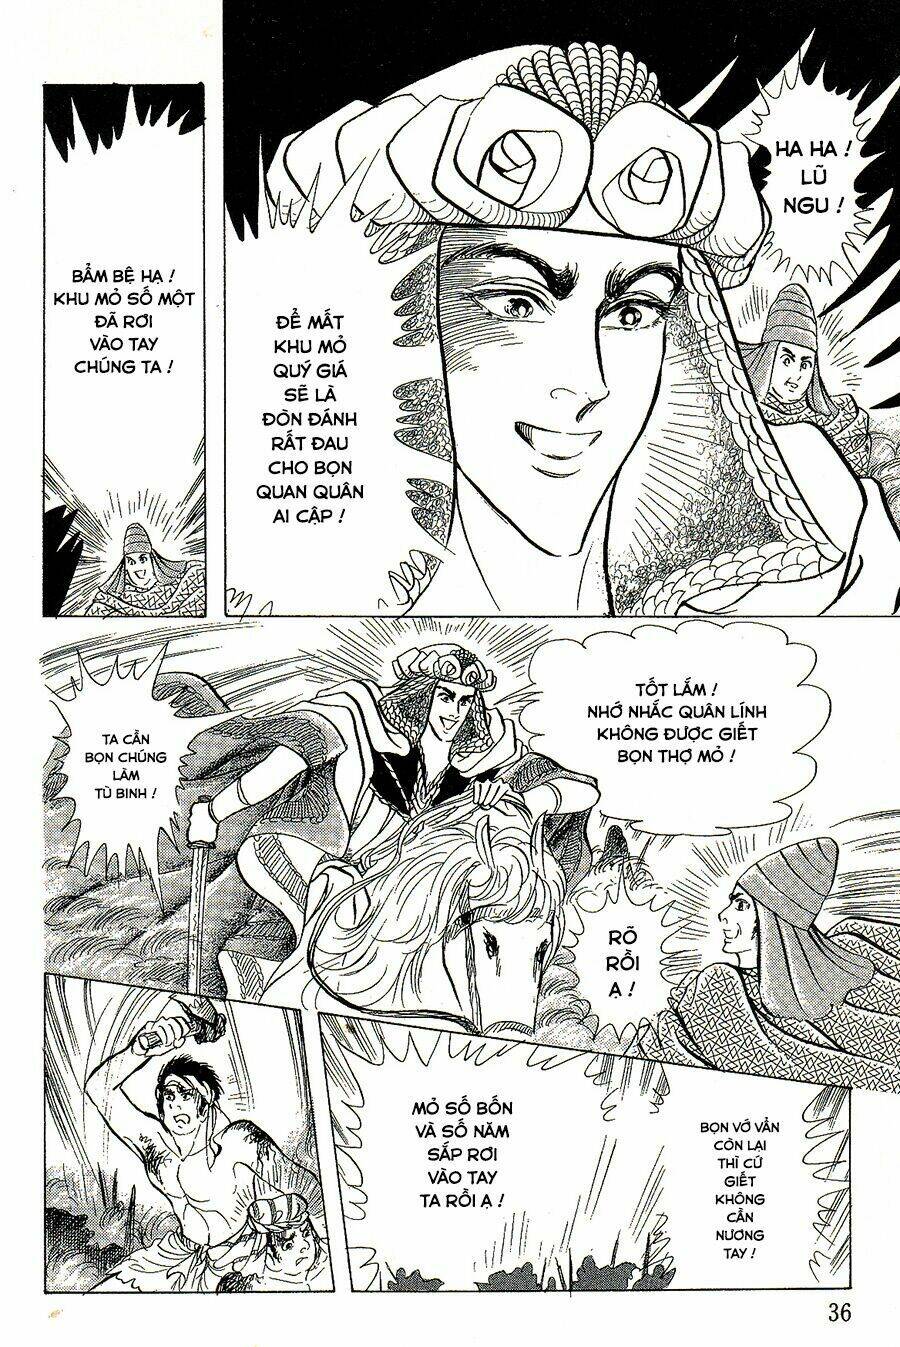 BẨM BỆ HẠ !
KHU MỎ SỐ MỘT
ĐÃ RƠI
VÀO TAY
CHÚNG TA !
HA HA !
LŨ
NGU !
ĐỂ MẤT
KHU MỎ
QUÝ GIÁ
SẼ LÀ
ĐÒN ĐÁNH
RẤT ĐAU
CHO BỌN
QUAN QUÂN
AI CẬP !
TỐT LẮM !
NHỚ NHẮC QUÂN LÍNH
KHÔNG ĐƯỢC GIẾT
BỌN THỢ MỎ !
TA CẦN
BỌN CHÚNG
LÀM
TÙ BINH !
RÕ
RỒI
Ạ !
MỎ SỐ BỐN
VÀ SỐ NĂM
SẮP RƠI
VÀO TAY
TA RỒI Ạ !
BỌN VỚ VẨN
CÒN LẠI
THÌ CỨ
GIẾT
KHÔNG
CẦN
NƯƠNG
TAY !
36